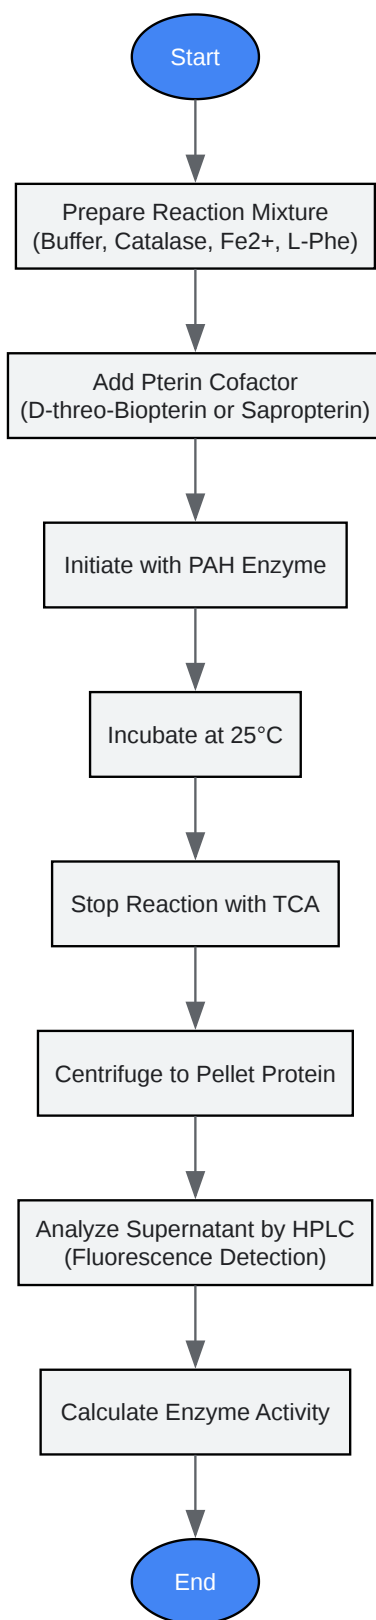 Start
Prepare Reaction Mixture
(Buffer, Catalase, Fe2+, L-Phe)
Add Pterin Cofactor
(D-threo-Biopterin or Sapropterin)
Initiate with PAH Enzyme
Incubate at 25°C
Stop Reaction with TCA
Centrifuge to Pellet Protein
Analyze Supernatant by HPLC
(Fluorescence Detection)
Calculate Enzyme Activity
End